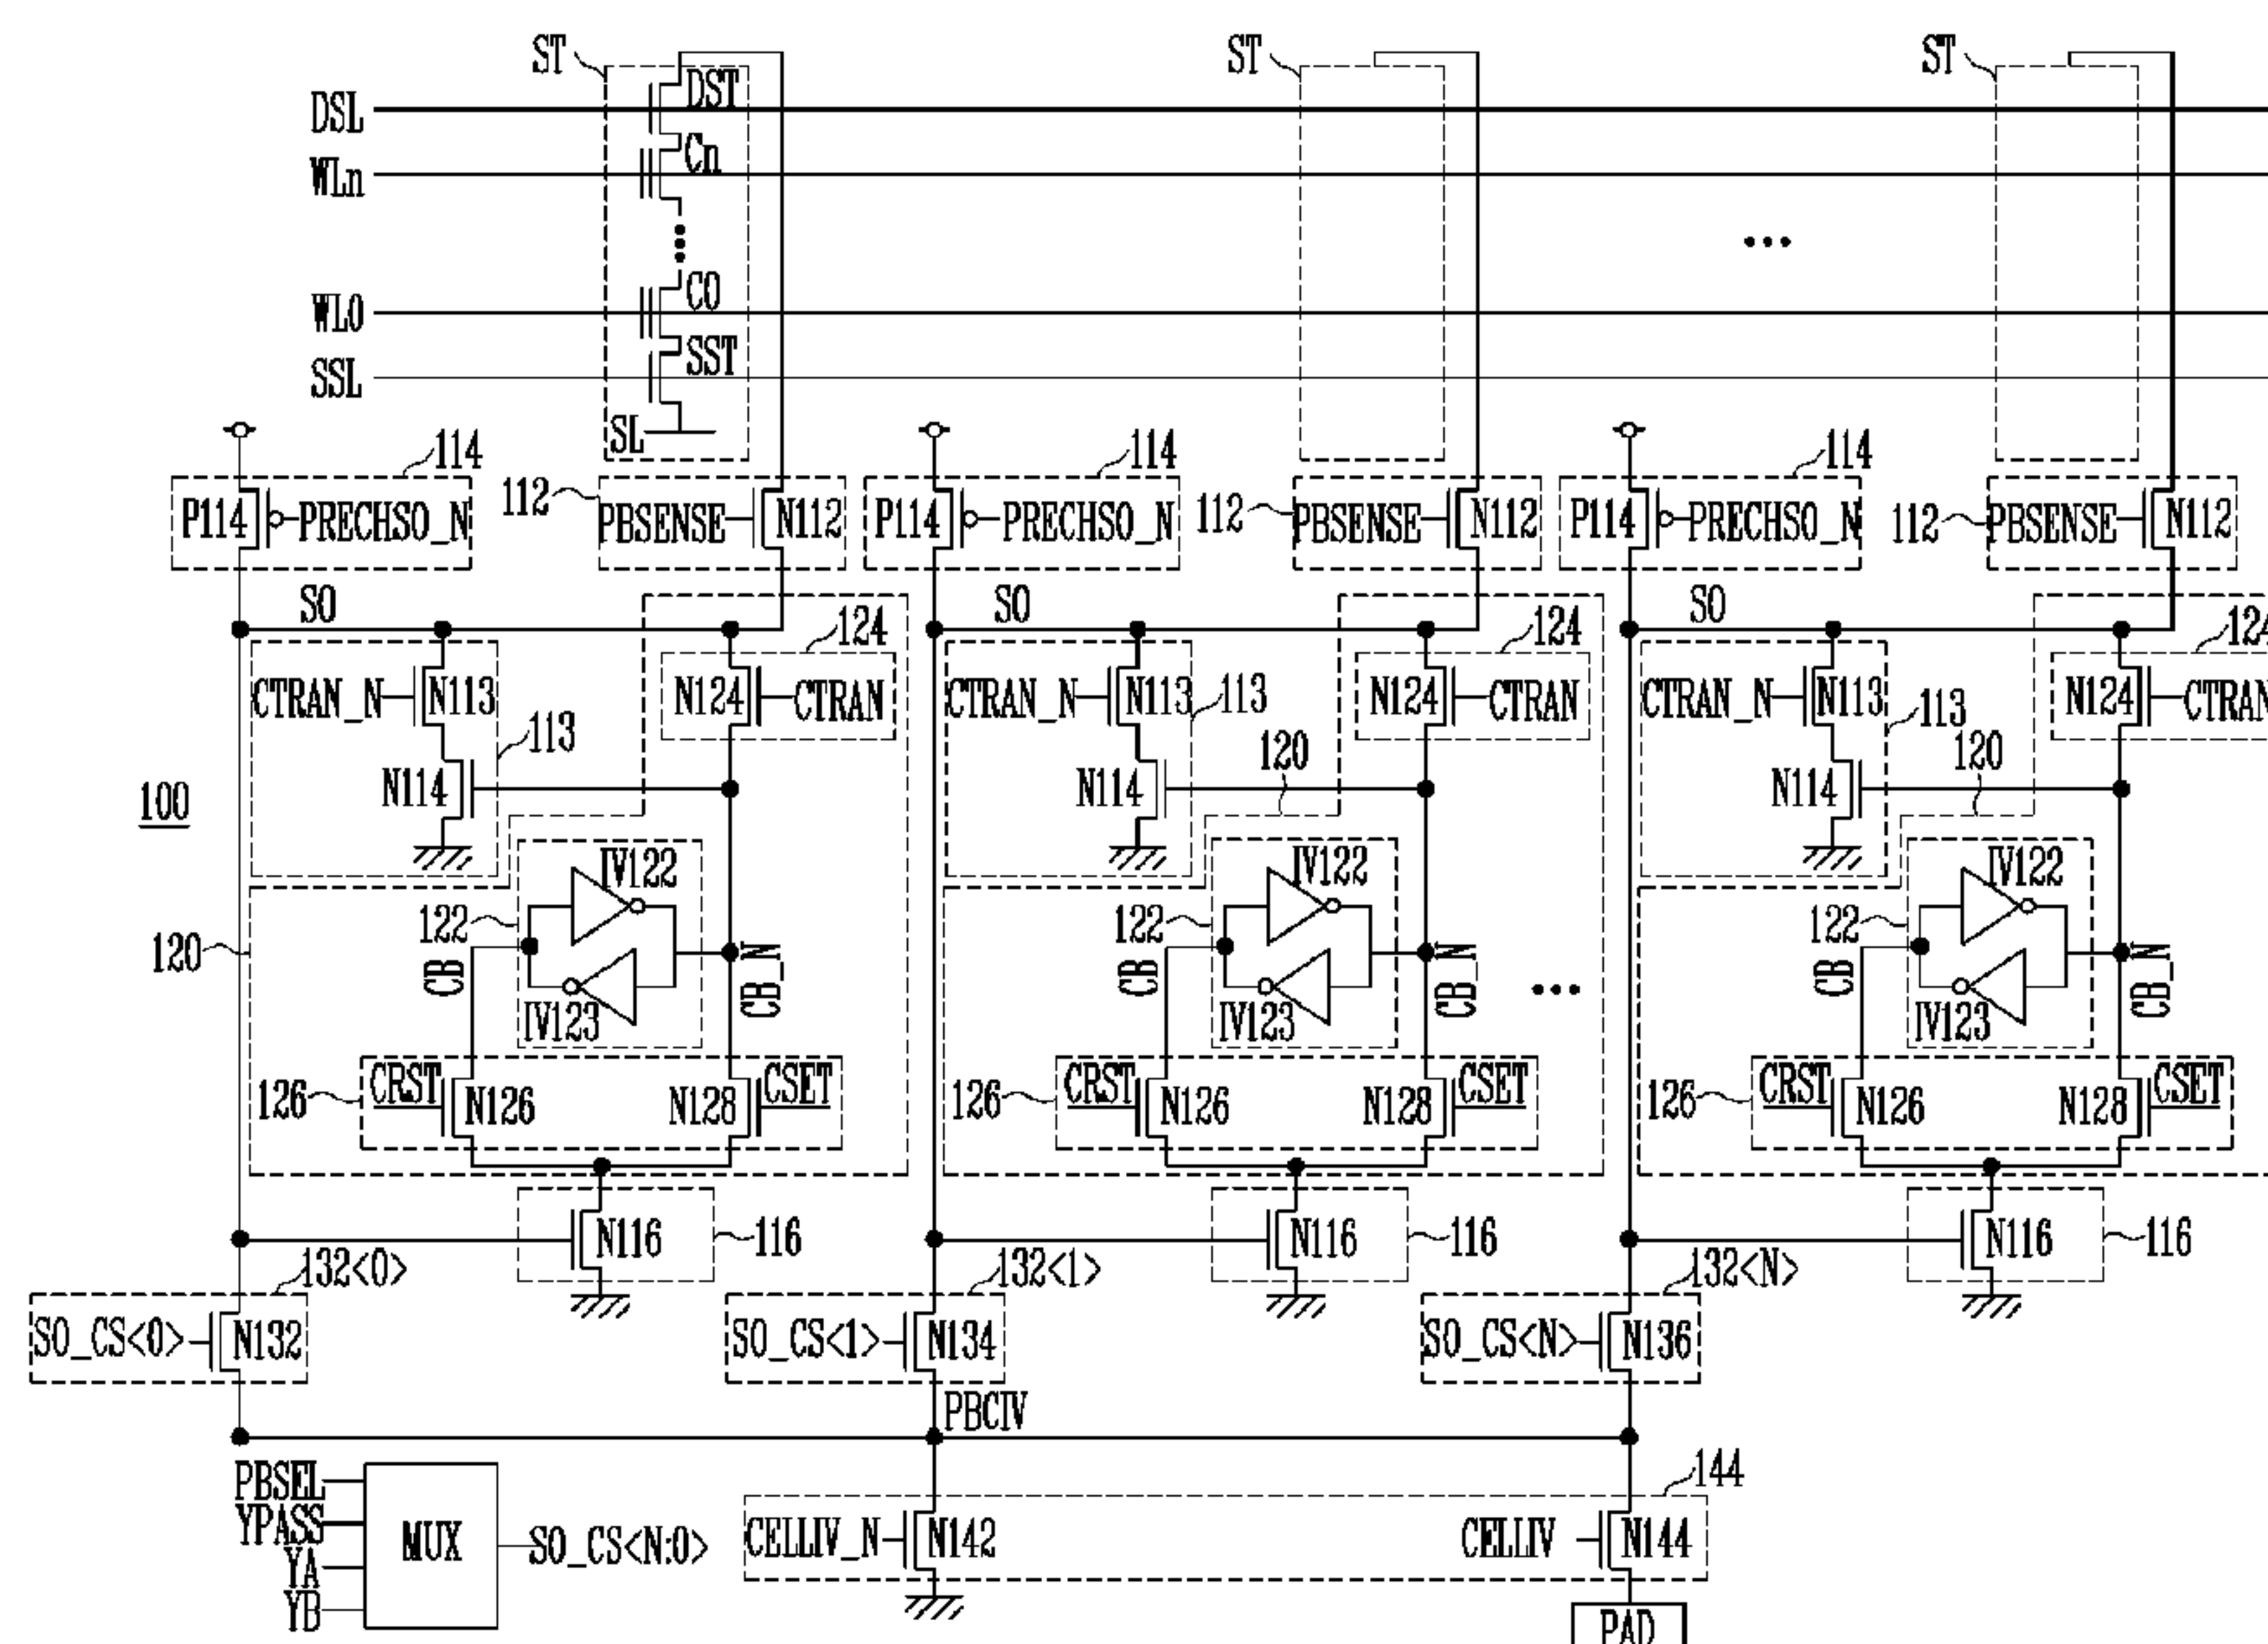 ST ST ST
DST
DSL
Cn
WLn
C0
WL0
SST
SSL
SL
114 114 114
112 112 112
P114 PRECHSO_N PBSENSE N112 P114 PRECHSO_N PBSENSE N112 P114 PRECHSO_N PBSENSE N112
SO SO SO
124 124 124
CTRAN_N N113 N124 CTRAN CTRAN_N N113 113 N124 CTRAN CTRAN_N N113 113 N124 CTRAN
113 120 120
N114 N114 N114
100
IV122 IV122 IV122
122 122 122
120
CB CB_N CB CB_N CB CB_N
IV123 IV123 IV123
CRST CSET CRST CSET CRST CSET
126 N126 N128 126 N126 N128 126 N126 N128
N116 116 N116 116 N116 116
132<0> 132<1> 132<N>
SO_CS<0> N132 SO_CS<1> N134 SO_CS<N> N136
PBCIV
144
PBSEL
YPASS
MUX SO_CS<N:0> CELLIV_N N142 CELLIV N144
YA
YB
PAD